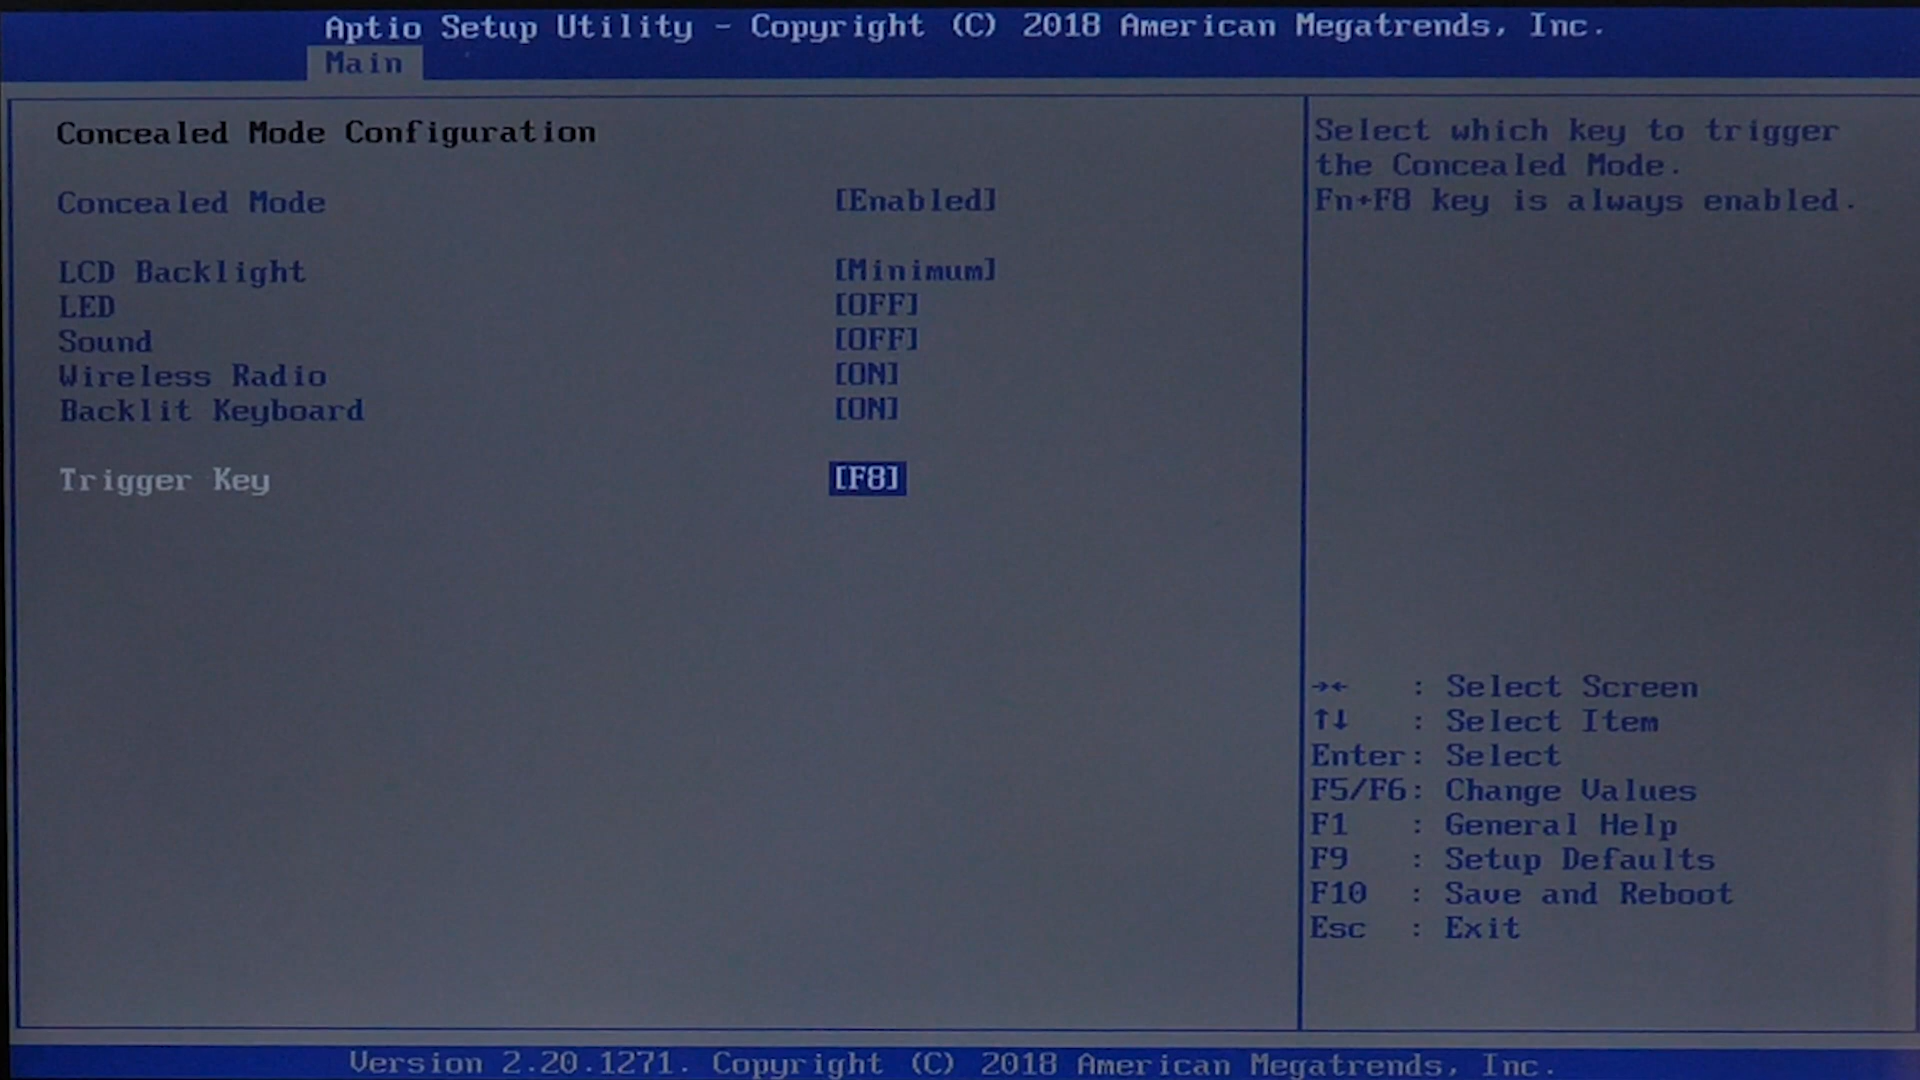 Aptio Setup Utility - Copyright (C) 2018 American Megatrends, Inc.
Main
Concealed Mode Configuration
Concealed Mode [Enabled]
LCD Backlight [Minimum]
LED [OFF]
Sound [OFF]
Wireless Radio [ON]
Backlit Keyboard [ON]
Trigger Key [F8]
Select which key to trigger
the Concealed Mode.
Fn+F8 key is always enabled.
→← : Select Screen
↑↓ : Select Item
Enter: Select
F5/F6: Change Values
F1 : General Help
F9 : Setup Defaults
F10 : Save and Reboot
Esc : Exit
Version 2.20.1271. Copyright (C) 2018 American Megatrends, Inc.